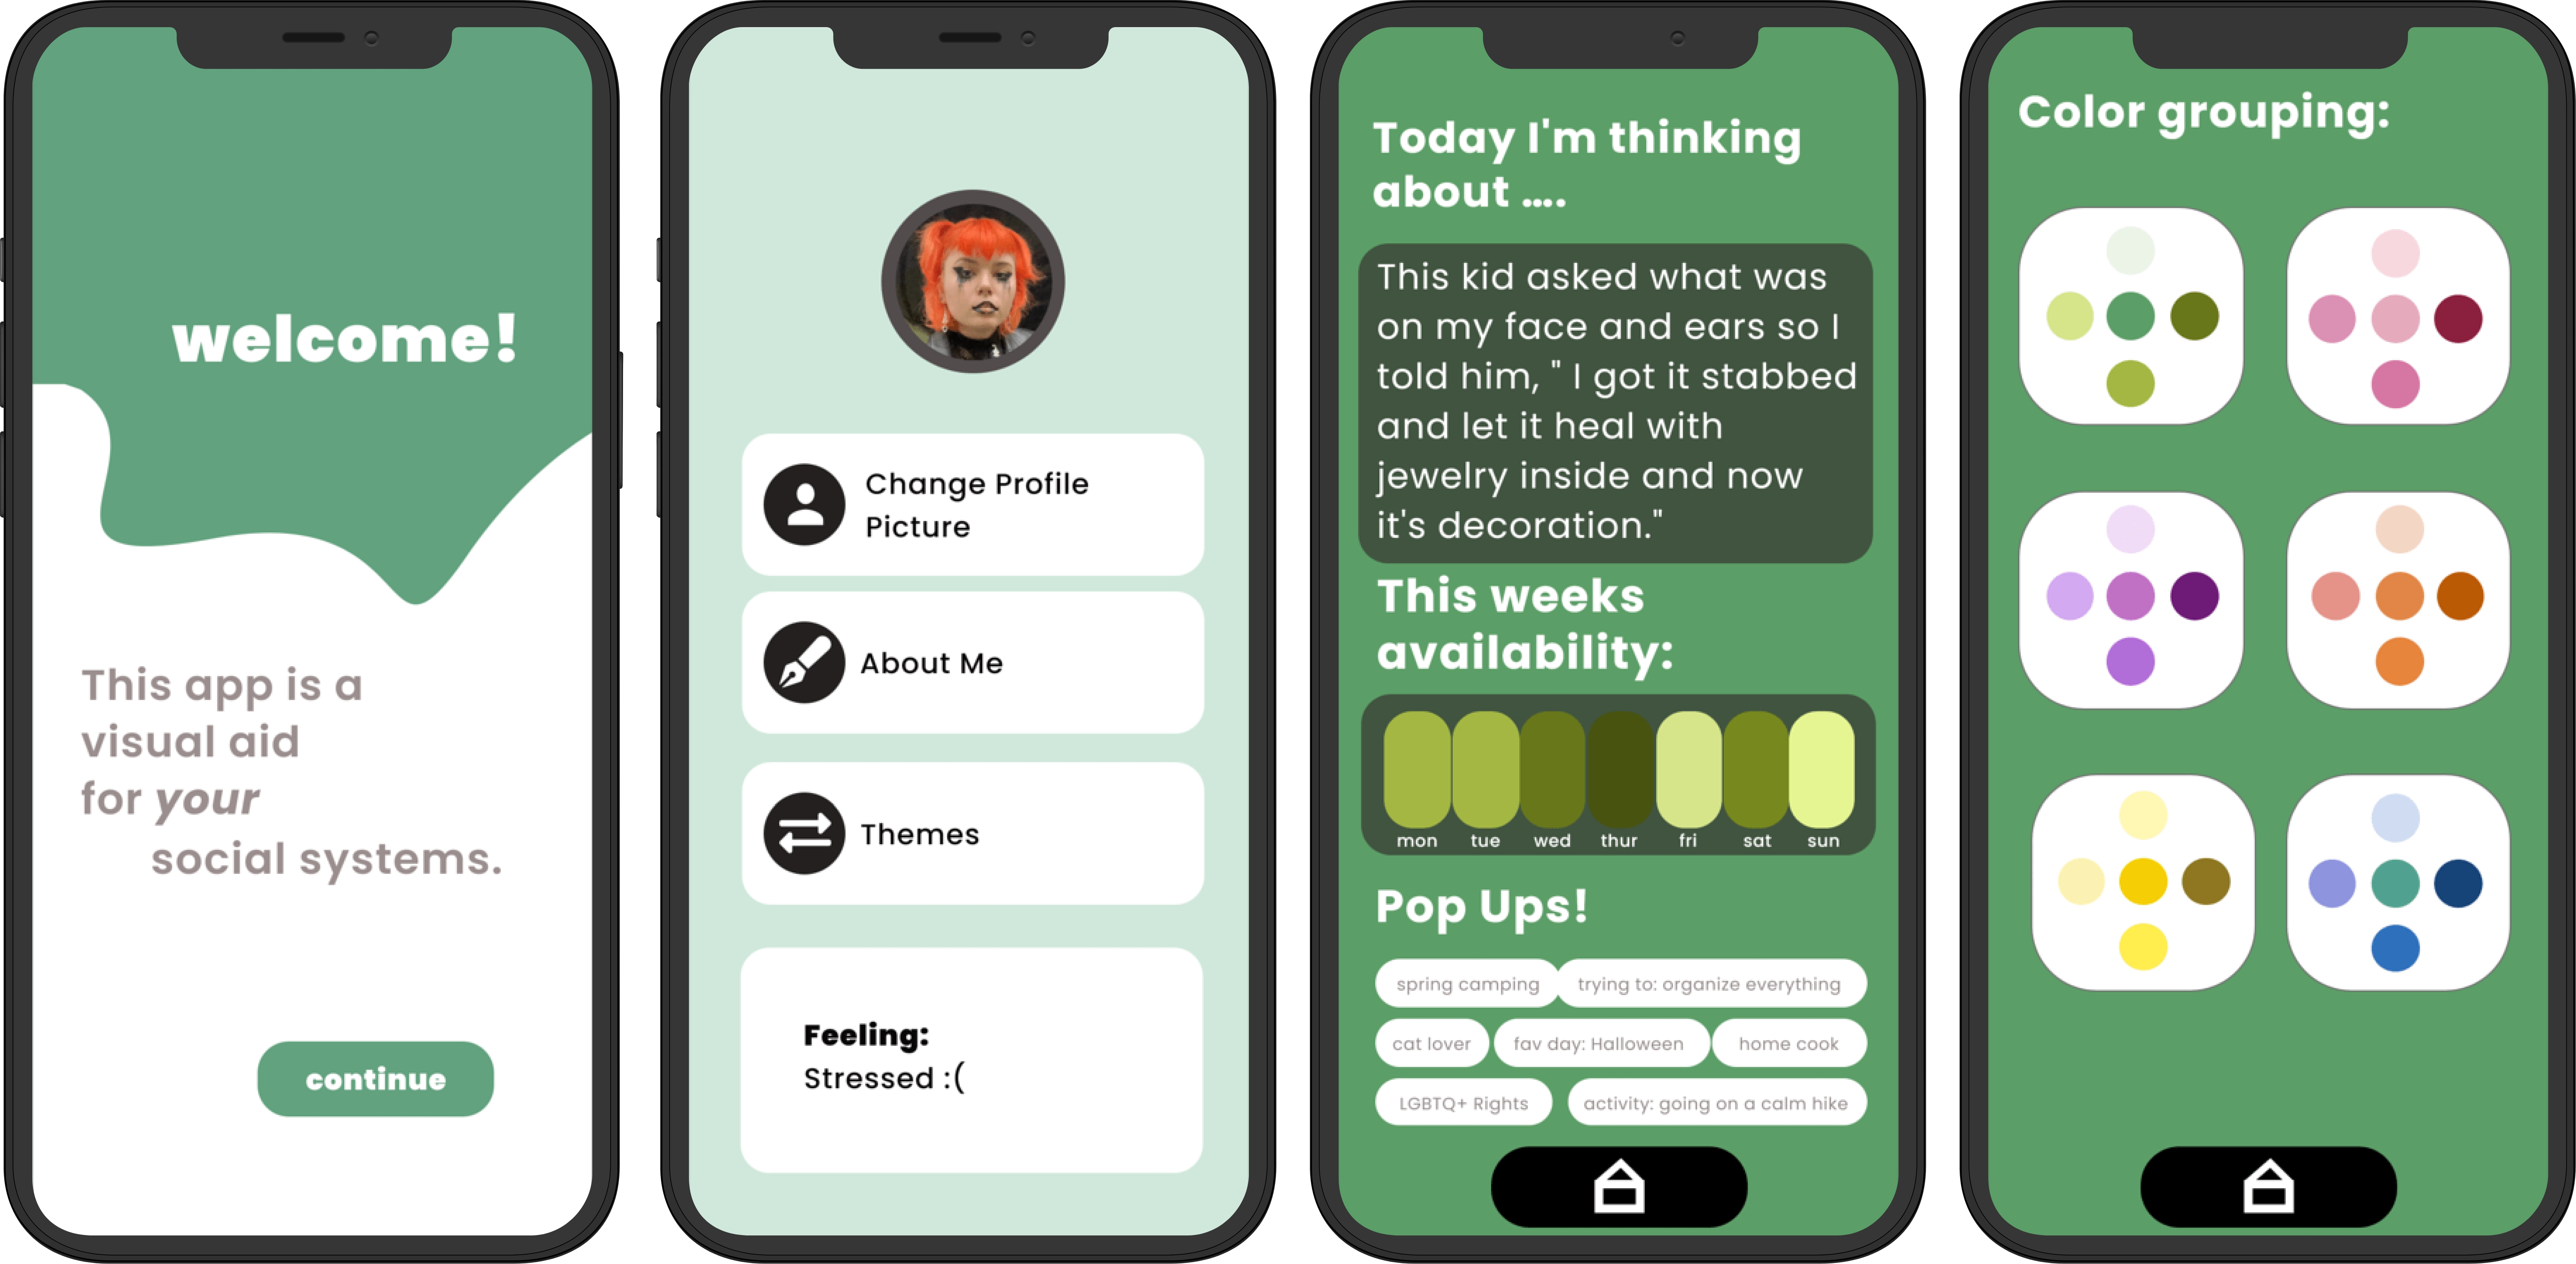 welcome!
This app is a
visual aid
for your
social systems.
continue
Change Profile
Picture
About Me
Themes
Feeling:
Stressed :(
Today I'm thinking
about ....
This kid asked what was
on my face and ears so I
told him, " I got it stabbed
and let it heal with
jewelry inside and now
it's decoration."
This weeks
availability:
mon tue wed thur fri sat sun
Pop Ups!
spring camping trying to: organize everything
cat lover fav day: Halloween home cook
LGBTQ+ Rights activity: going on a calm hike
Color grouping: